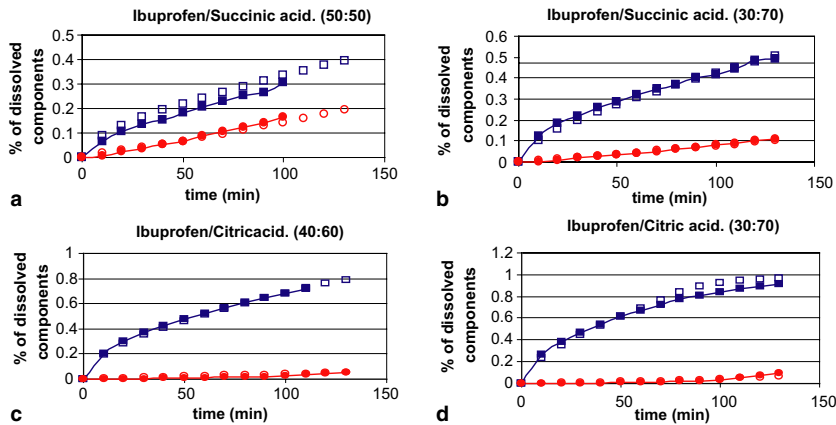 Ibuprofen/Succinic acid. (50:50)
% of dissolved
components
0.5
0.4
0.3
0.2
0.1
0
0
50
100
150
time (min)
a
Ibuprofen/Succinic acid. (30:70)
% of dissolved
components
0.6
0.5
0.4
0.3
0.2
0.1
0
0
50
100
150
time (min)
b
Ibuprofen/Citricacid. (40:60)
% of dissolved
components
1
0.8
0.6
0.4
0.2
0
0
50
100
150
time (min)
c
Ibuprofen/Citric acid. (30:70)
% of dissolved
components
1.2
1
0.8
0.6
0.4
0.2
0
0
50
100
150
time (min)
d